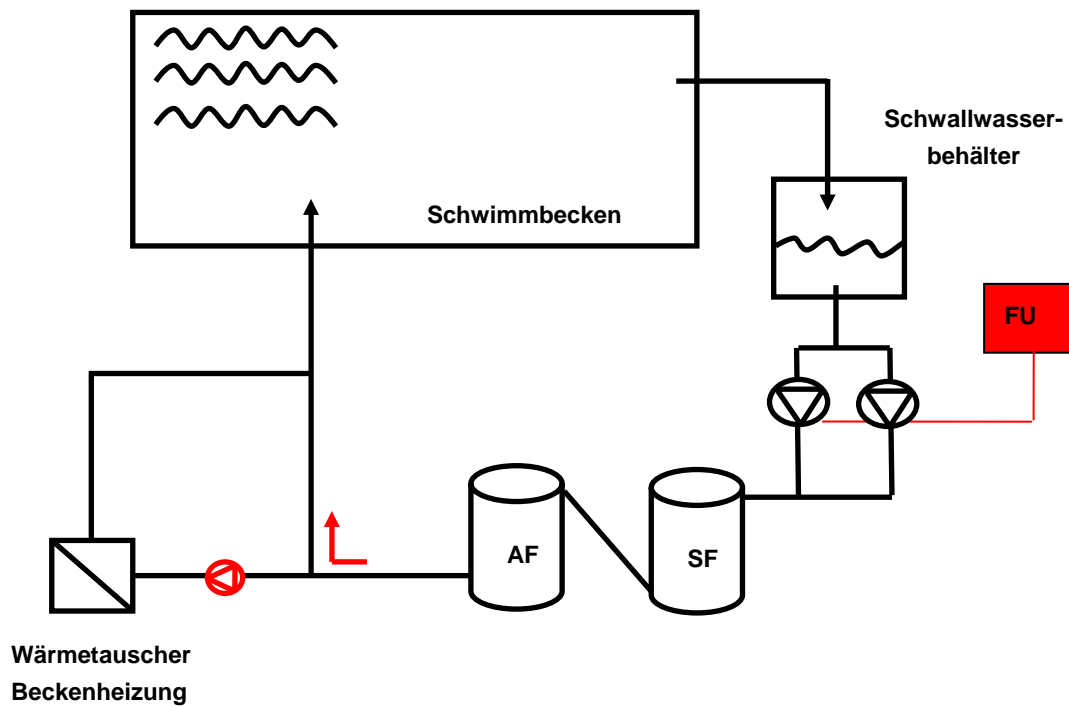 Schwallwasser-
behälter
Schwimmbecken
FU
AF
SF
Wärmetauscher
Beckenheizung